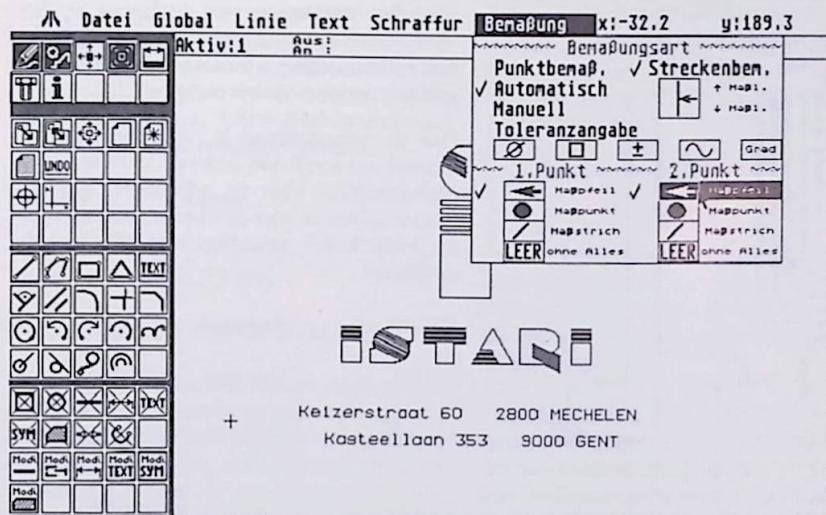 Datei Global Linie Text Schraffur Bemaßung x:-32.2 y:189.3
Aktiv:1 Aus:
An :
Bemaßungsart
Punktbemaß. ✓ Streckenbem.
✓ Automatisch ↑ Maßl.
Manuell ↓ Maßl.
Toleranzangabe
Ø □ ± ~ Grad
1.Punkt 2.Punkt
✓ Maßpfeil ✓ Maßpfeil
Maßpunkt Maßpunkt
Maßstrich Maßstrich
LEER ohne Alles LEER ohne Alles
UNDO
TEXT
TEXT
SYM
Modi Modi Modi Modi TEXT Modi SYM
Modi
ISTARI
Keizerstraat 60 2800 MECHELEN
Kasteellaan 353 9000 GENT